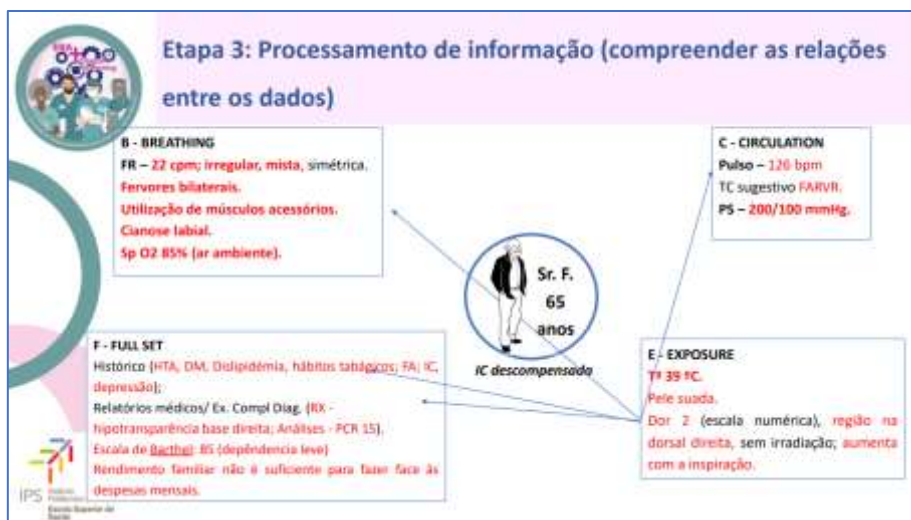 Etapa 3: Processamento de informação (compreender as relações
entre os dados)
B - BREATHING
FR – 22 cpm; irregular, mista, simétrica.
Fervores bilaterais.
Utilização de músculos acessórios.
Cianose labial.
Sp O2 85% (ar ambiente).
C - CIRCULATION
Pulso – 126 bpm
TC sugestivo FARVR.
PS – 200/100 mmHg.
Sr. F.
65
anos
IC descompensada
F - FULL SET
Histórico (HTA, DM, Dislipidémia, hábitos tabágicos; FA; IC,
depressão);
Relatórios médicos/ Ex. Compl Diag. (RX -
hipotransparência base direita; Análises - PCR 15).
Escala de Barthel: 85 (dependência leve)
Rendimento familiar não é suficiente para fazer face às
despesas mensais.
E - EXPOSURE
Tª 39 ºC.
Pele suada.
Dor 2 (escala numérica), região na
dorsal direita, sem irradiação; aumenta
com a inspiração.
IPS
Escola Superior de
Saúde